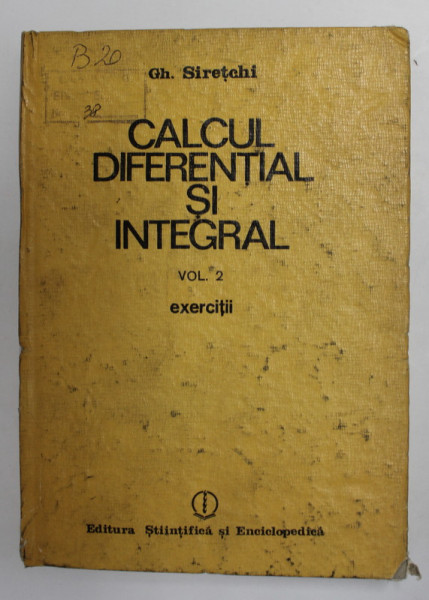 B 20
38
Gh. Sirețchi
CALCUL
DIFERENȚIAL
ȘI
INTEGRAL
VOL. 2
exerciții
Editura Științifică și Enciclopedică